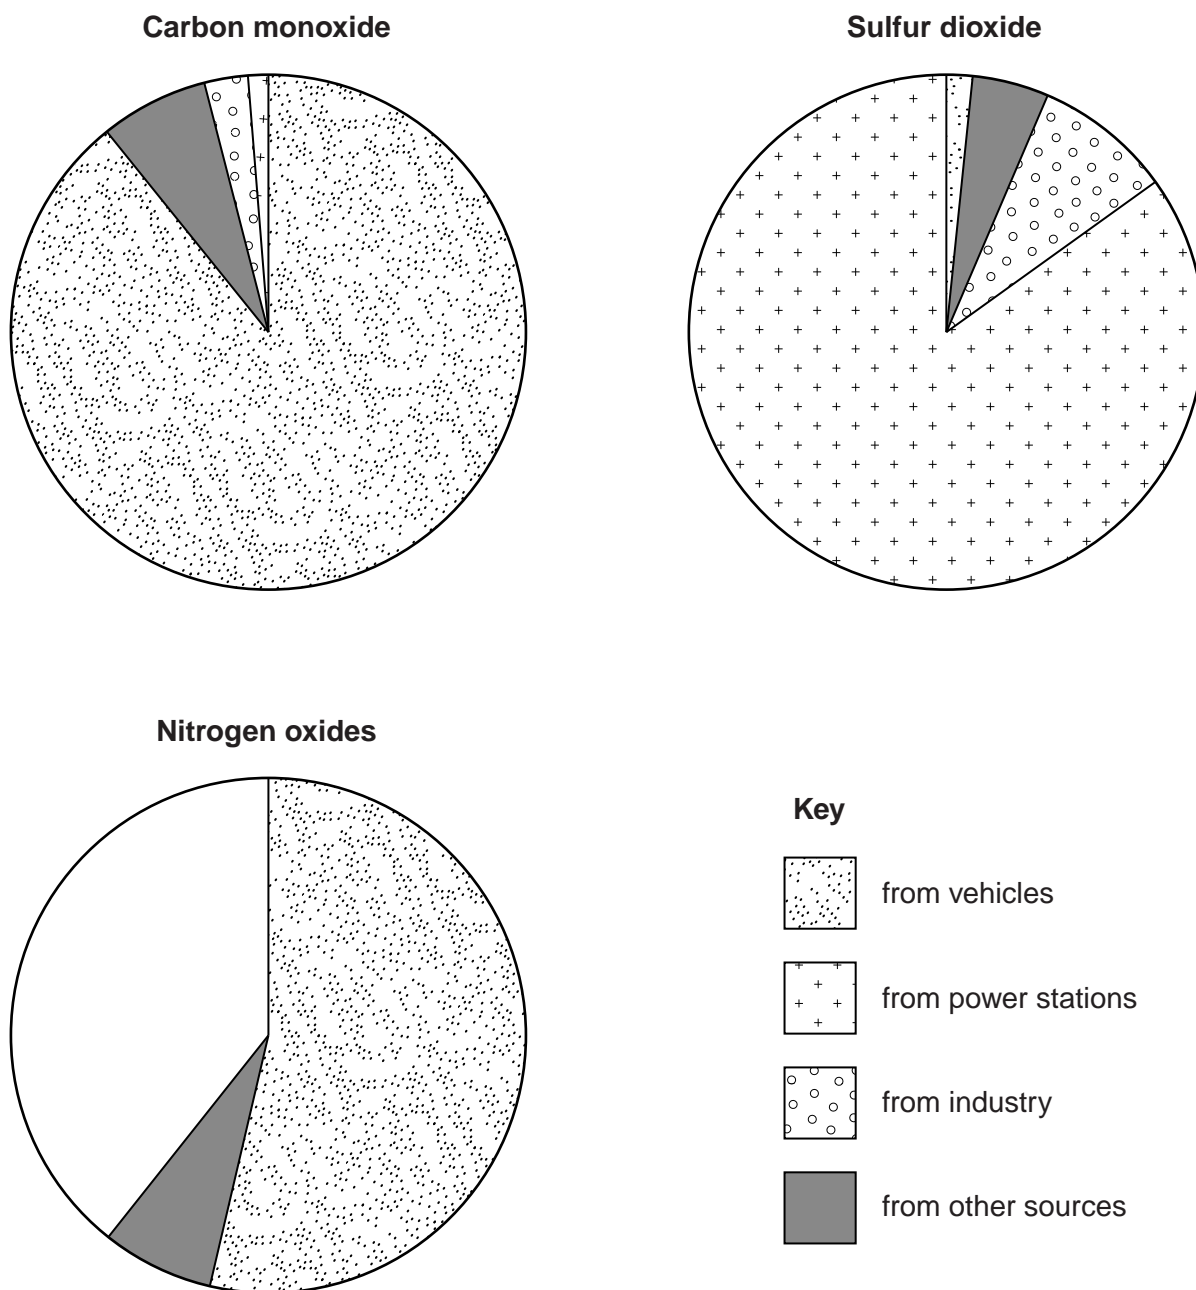 Carbon monoxide
Sulfur dioxide
Nitrogen oxides
Key
from vehicles
from power stations
from industry
from other sources